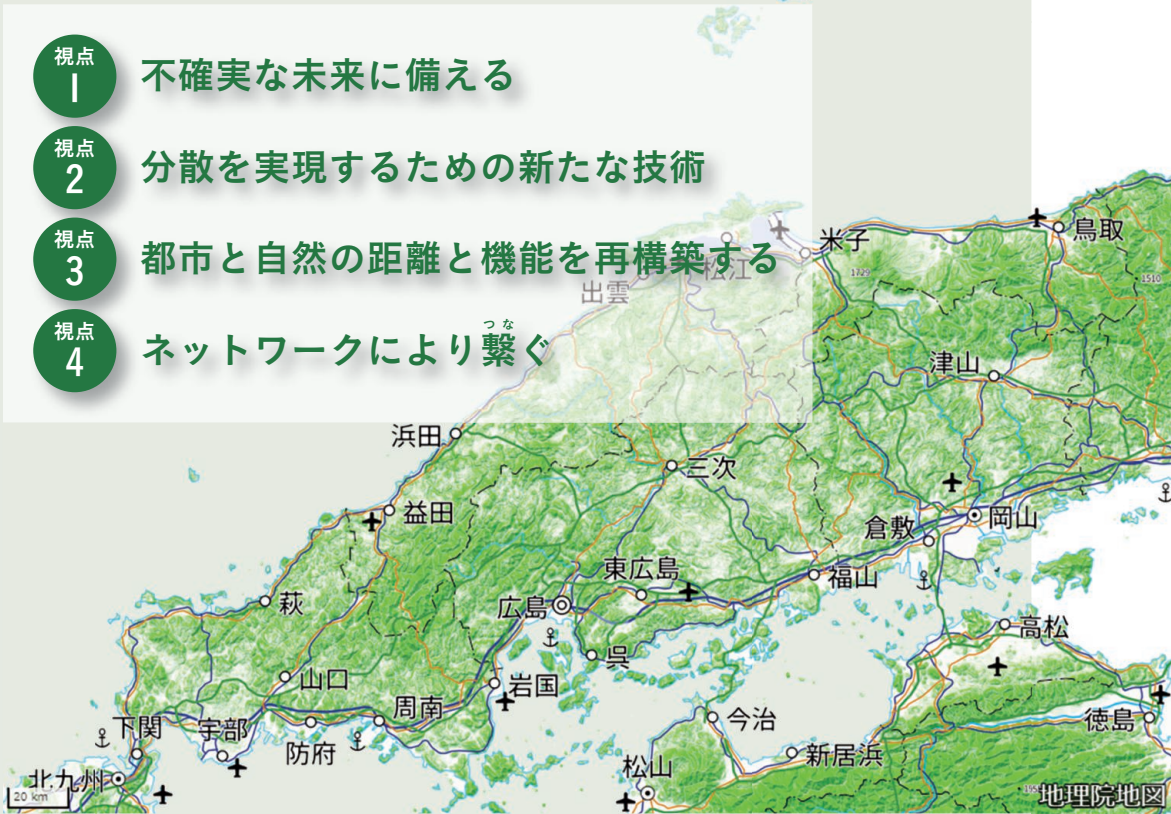 視点
1
不確実な未来に備える
視点
2
分散を実現するための新たな技術
視点
3
都市と自然の距離と機能を再構築する
視点
4
つな
ネットワークにより繋ぐ
米子
鳥取
松江
1729
1510
出雲
津山
浜田
三次
益田
倉敷
岡山
東広島
福山
萩
広島
高松
呉
山口
岩国
周南
今治
下関
宇部
徳島
防府
新居浜
松山
北九州
20 km
地理院地図